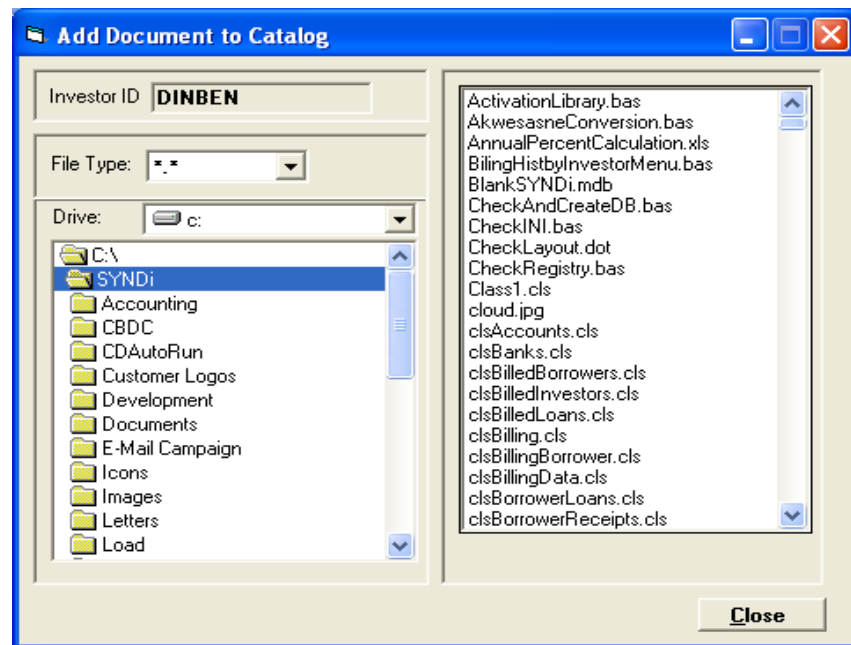 Add Document to Catalog
Investor ID DINBEN
File Type: *.*
Drive: c:
C:\
SYNDi
Accounting
CBDC
CDAutoRun
Customer Logos
Development
Documents
E-Mail Campaign
Icons
Images
Letters
Load
ActivationLibrary.bas
AkwesasneConversion.bas
AnnualPercentCalculation.xls
BilingHistbyInvestorMenu.bas
BlankSYNDi.mdb
CheckAndCreateDB.bas
CheckINI.bas
CheckLayout.dot
CheckRegistry.bas
Class1.cls
cloud.jpg
clsAccounts.cls
clsBanks.cls
clsBilledBorrowers.cls
clsBilledInvestors.cls
clsBilledLoans.cls
clsBilling.cls
clsBillingBorrower.cls
clsBillingData.cls
clsBorrowerLoans.cls
clsBorrowerReceipts.cls
Close